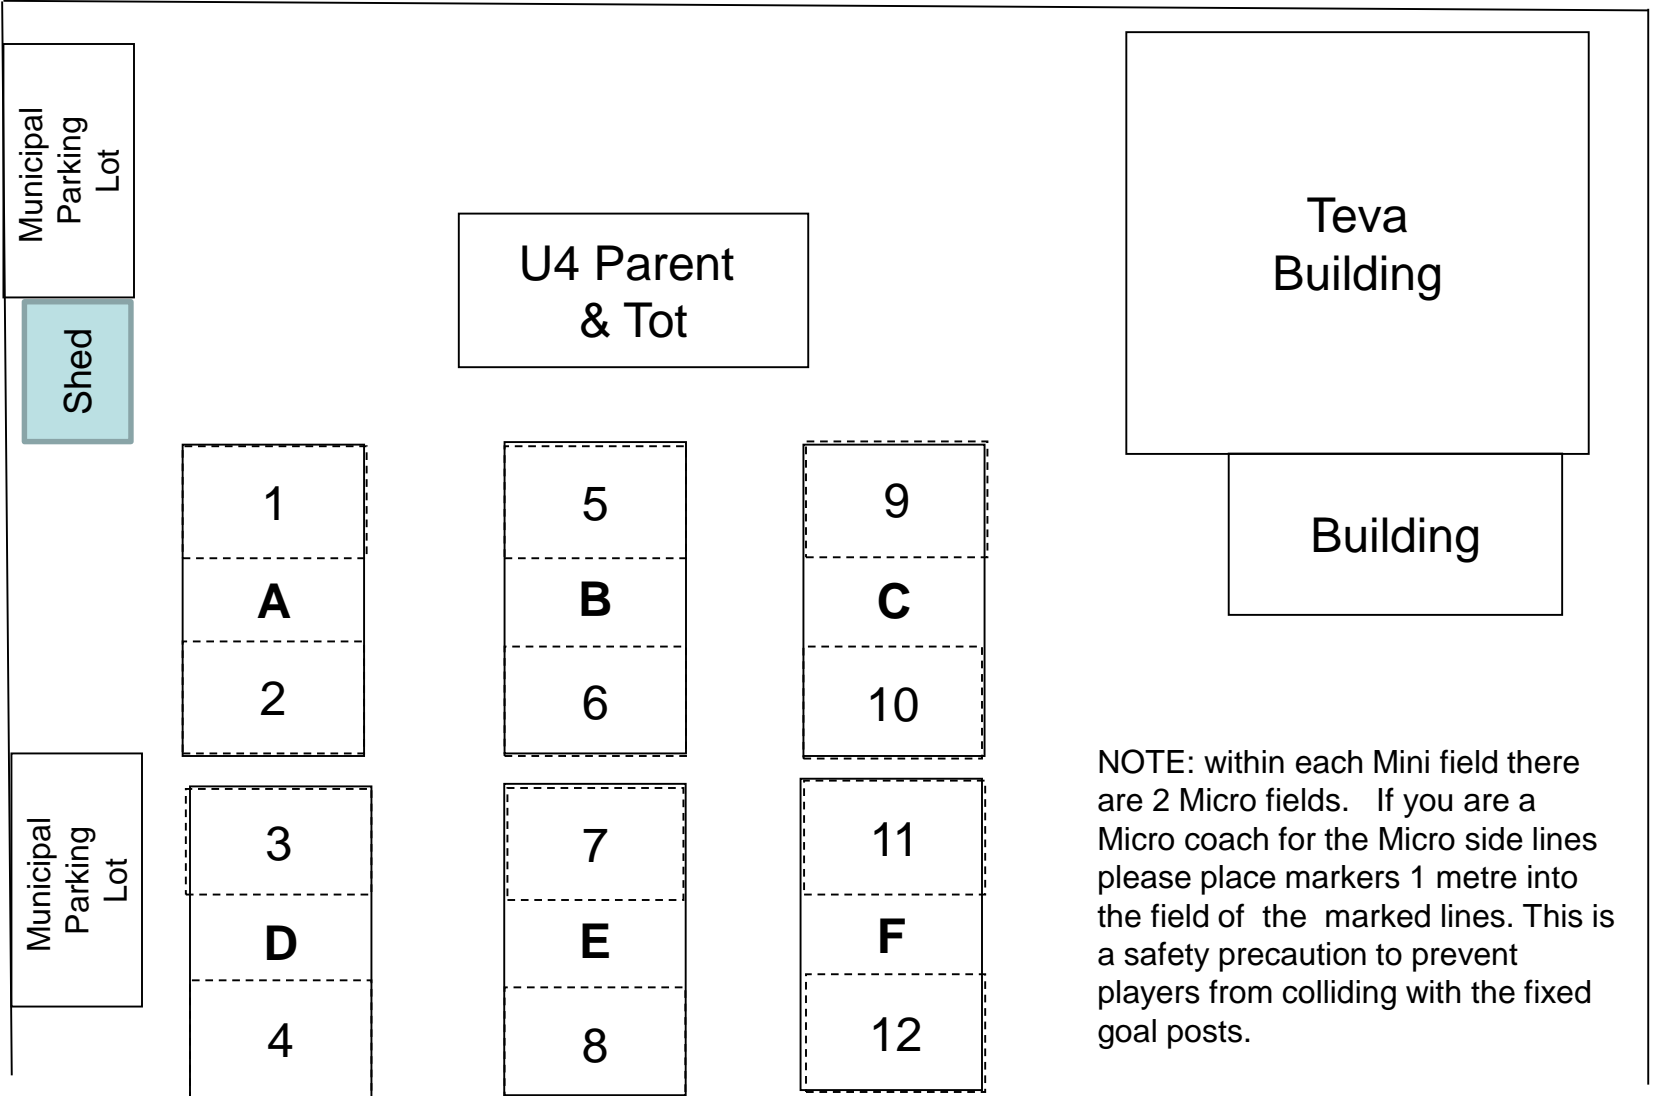 Municipal
Parking
Lot
Shed
U4 Parent
& Tot
Teva
Building
Building
1
A
2
5
B
6
9
C
10
Municipal
Parking
Lot
3
D
4
7
E
8
11
F
12
NOTE: within each Mini field there
are 2 Micro fields.   If you are a
Micro coach for the Micro side lines
please place markers 1 metre into
the field of  the  marked lines. This is
a safety precaution to prevent
players from colliding with the fixed
goal posts.